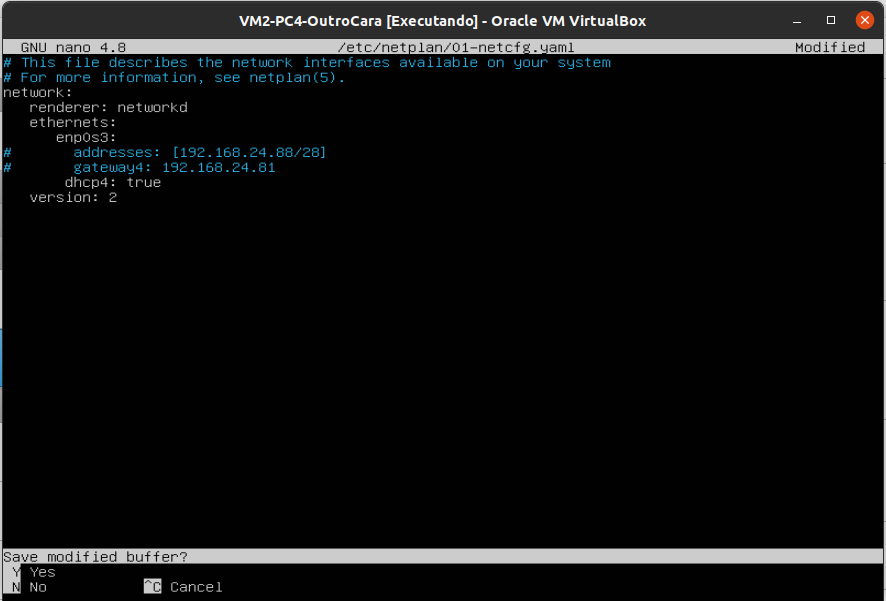 VM2-PC4-OutroCara [Executando] - Oracle VM VirtualBox
GNU nano 4.8 /etc/netplan/01-netcfg.yaml Modified
# This file describes the network interfaces available on your system
# For more information, see netplan(5).
network:
   renderer: networkd
   ethernets:
      enp0s3:
#       addresses: [192.168.24.88/28]
#       gateway4: 192.168.24.81
       dhcp4: true
   version: 2
Save modified buffer?
Y Yes
N No ^C Cancel